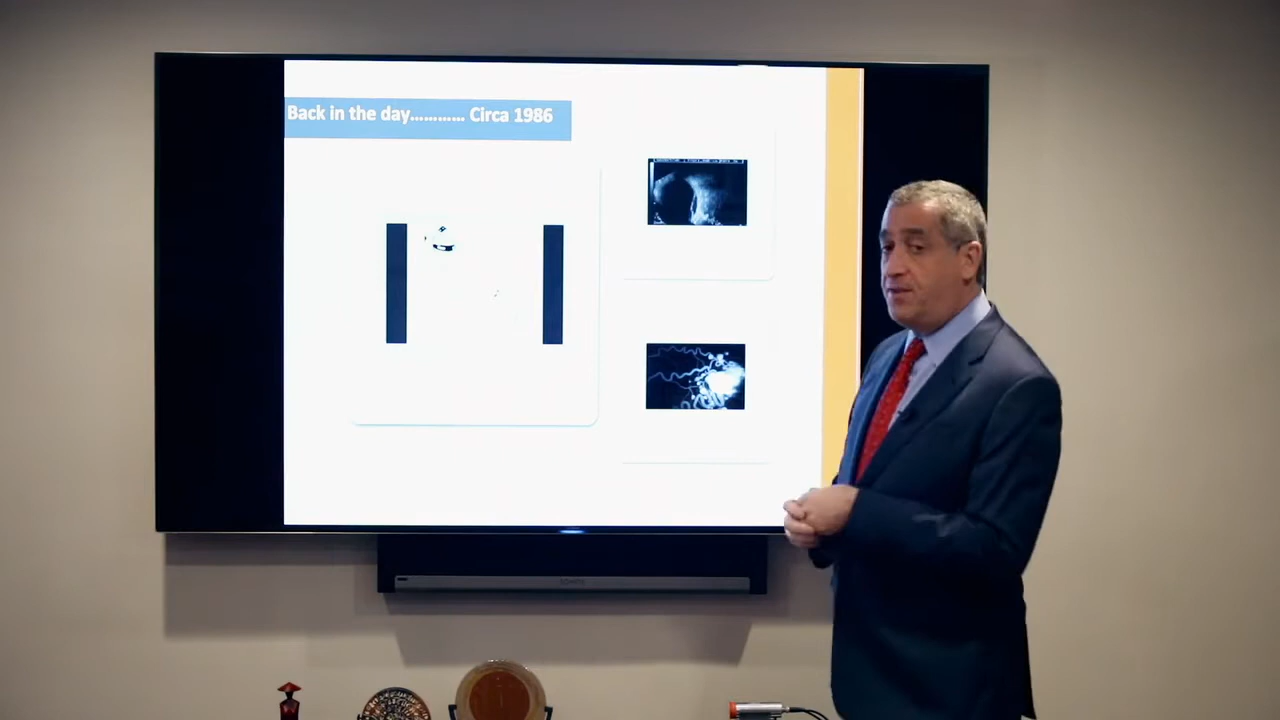 Back in the day………… Circa 1986